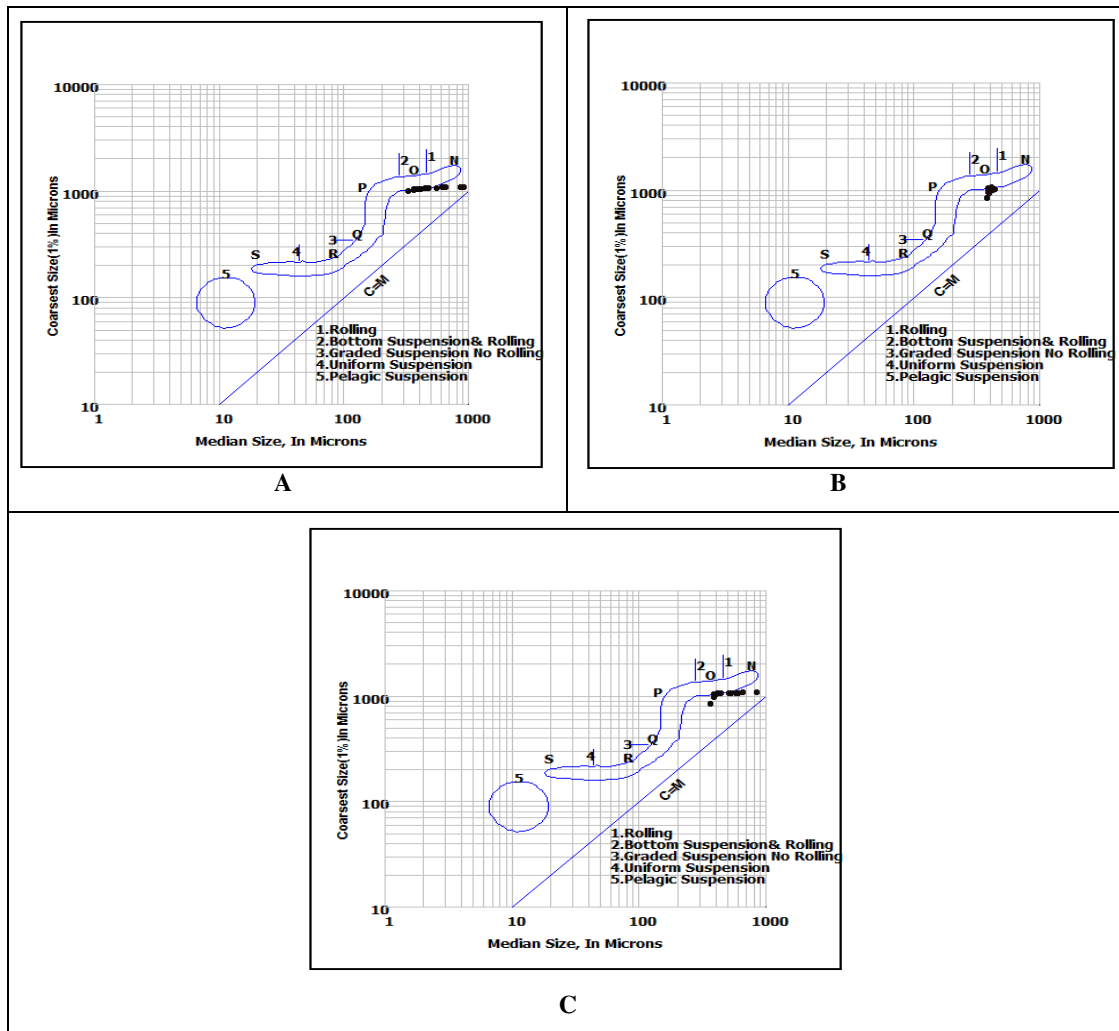 10000
Coarsest Size(1%)In Microns
2
1
O
N
P
1000
3
Q
S
4
R
5
C=M
100
1.Rolling
2.Bottom Suspension& Rolling
3.Graded Suspension No Rolling
4.Uniform Suspension
5.Pelagic Suspension
10
1
10
100
1000
Median Size, In Microns
A
10000
Coarsest Size(1%)In Microns
2
1
O
N
P
1000
3
Q
S
4
R
5
C=M
100
1.Rolling
2.Bottom Suspension& Rolling
3.Graded Suspension No Rolling
4.Uniform Suspension
5.Pelagic Suspension
10
1
10
100
1000
Median Size, In Microns
B
10000
Coarsest Size(1%)In Microns
2
1
O
N
P
1000
3
Q
S
4
R
5
C=M
100
1.Rolling
2.Bottom Suspension& Rolling
3.Graded Suspension No Rolling
4.Uniform Suspension
5.Pelagic Suspension
10
1
10
100
1000
Median Size, In Microns
C